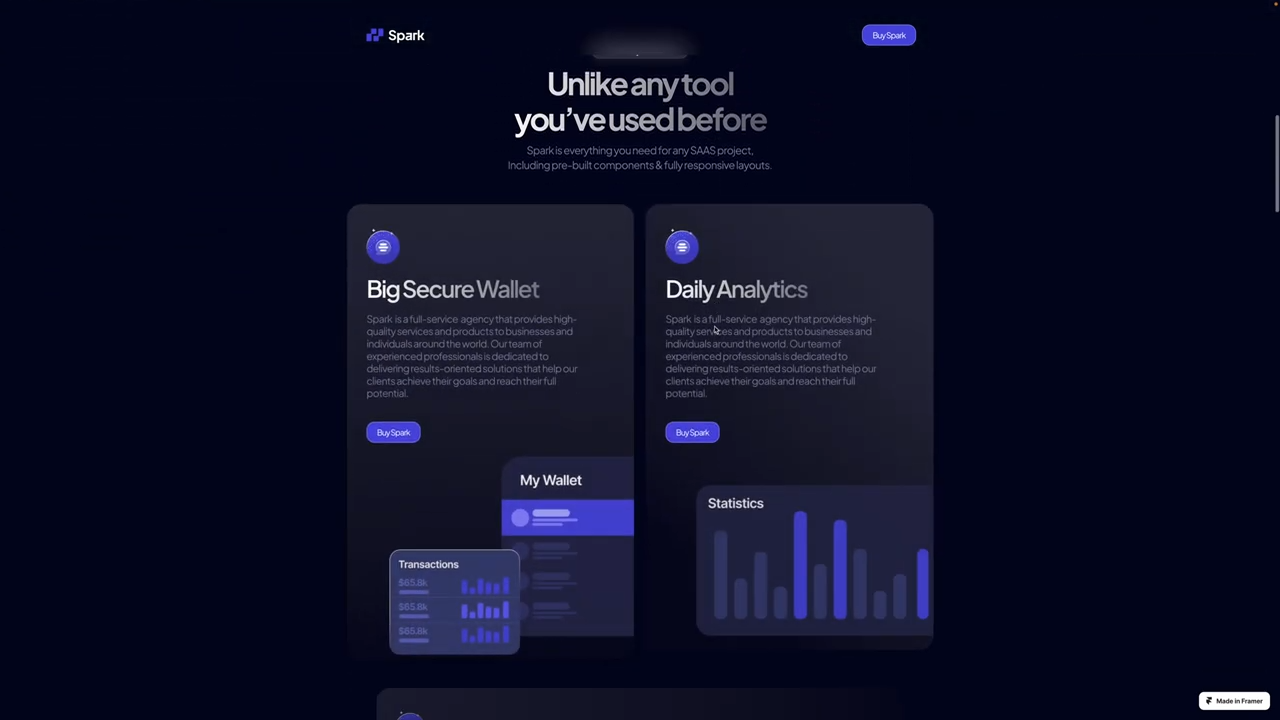 Spark
Buy Spark
Unlike any tool
you've used before
Spark is everything you need for any SAAS project,
Including pre-built components & fully responsive layouts.
Big Secure Wallet
Spark is a full-service agency that provides high-
quality services and products to businesses and
individuals around the world. Our team of
experienced professionals is dedicated to
delivering results-oriented solutions that help our
clients achieve their goals and reach their full
potential.
Buy Spark
My Wallet
Transactions
$65.8k
$65.8k
$65.8k
Daily Analytics
Spark is a full-service agency that provides high-
quality services and products to businesses and
individuals around the world. Our team of
experienced professionals is dedicated to
delivering results-oriented solutions that help our
clients achieve their goals and reach their full
potential.
Buy Spark
Statistics
Made in Framer